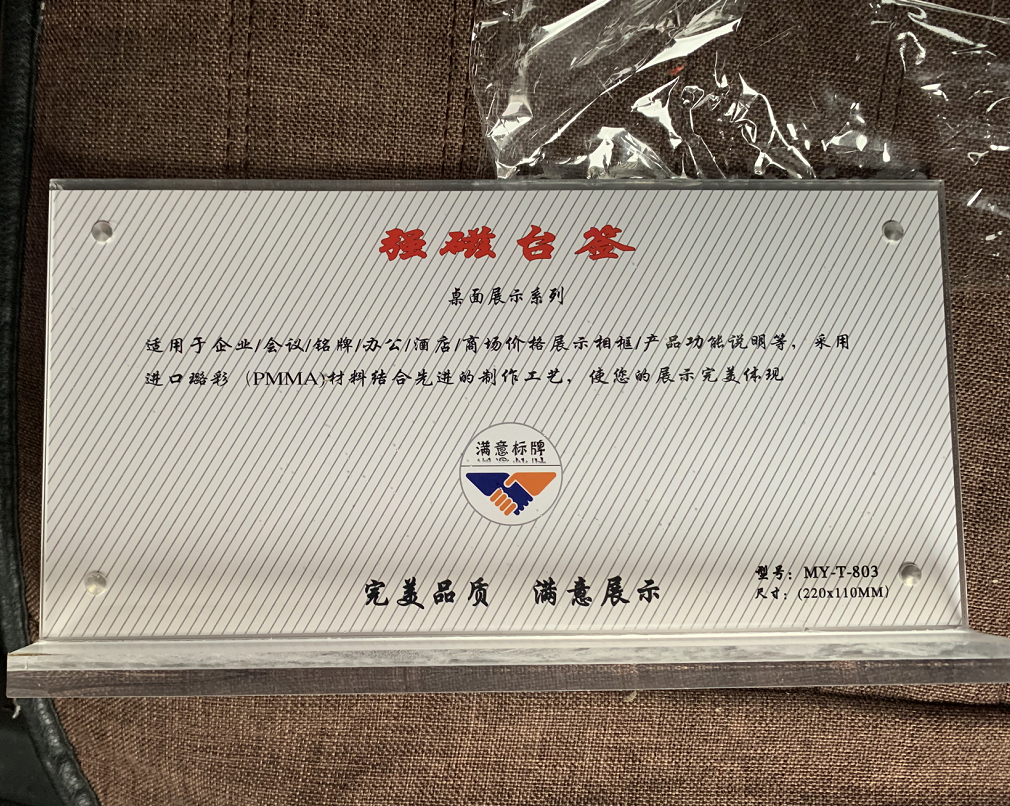 强磁台签
桌面展示系列
适用于企业/会议/铭牌/办公/酒店/商场价格展示相框/产品功能说明等，采用
进口璐彩（PMMA)材料结合先进的制作工艺，使您的展示完美体现
满意标牌
完美品质 满意展示
型号：MY-T-803
尺寸：(220x110MM)